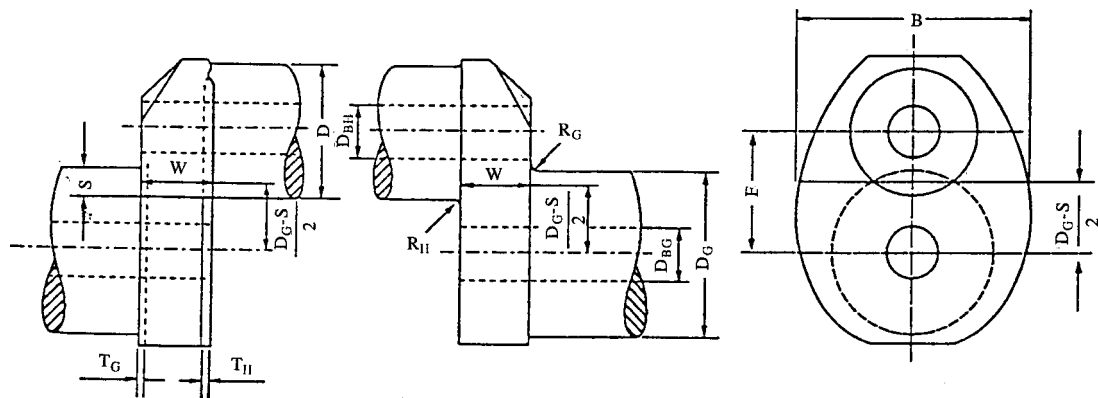 W
S
D
D_G-S
2
T_G
T_H
D_BH
R_G
W
R_H
D_G-S
2
D_BG
D_G
B
E
D_G-S
2